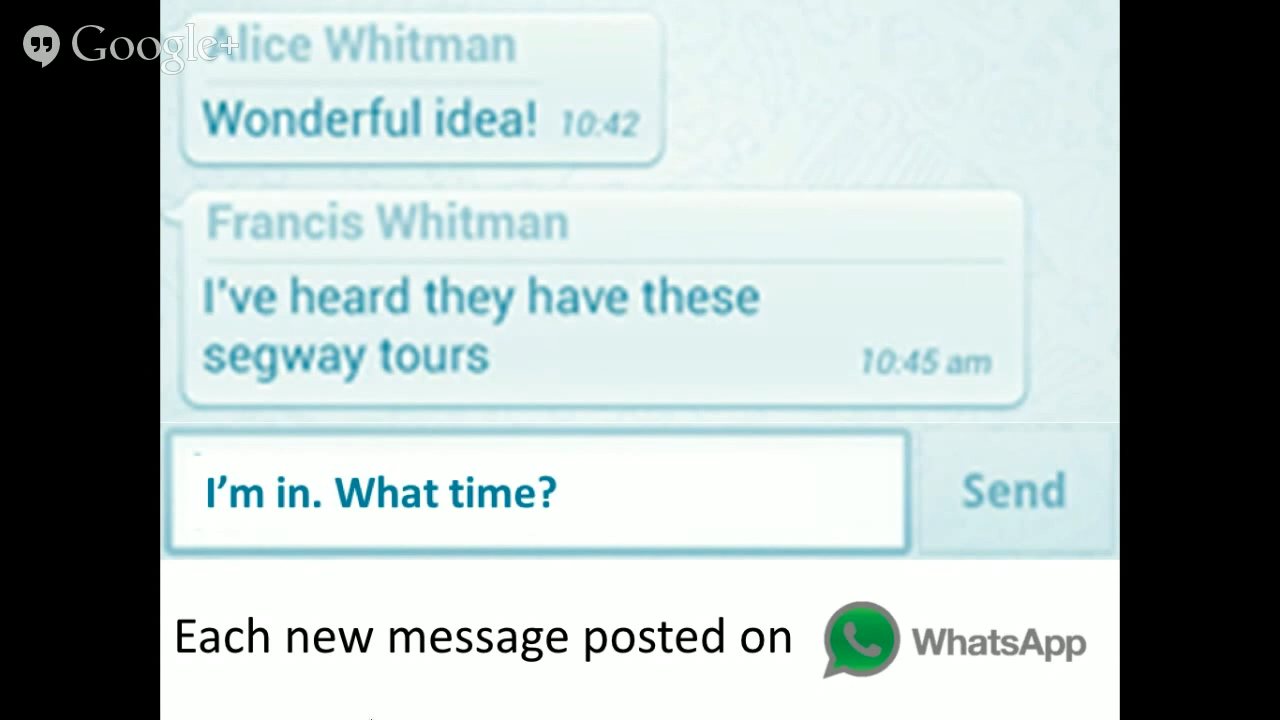 Google+
Alice Whitman
Wonderful idea! 10:42
Francis Whitman
I've heard they have these
segway tours 10:45 am
I'm in. What time? Send
Each new message posted on WhatsApp